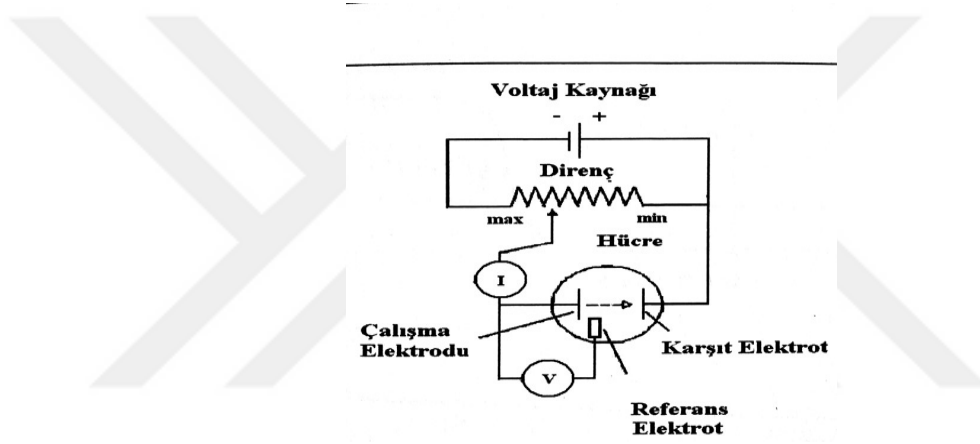 Voltaj Kaynağı
- +
Direnç
max min
Hücre
I
Çalışma
Elektrodu
Karşıt Elektrot
V
Referans
Elektrot